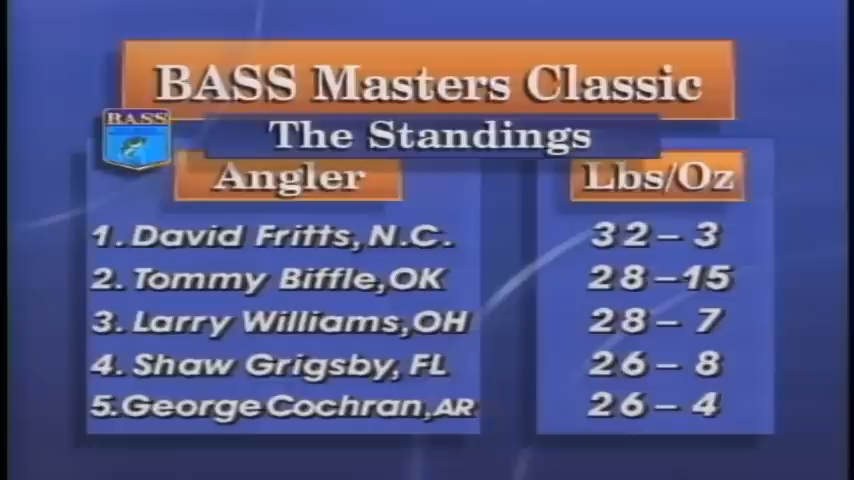 BASS Masters Classic
B.A.S.S
The Standings
Angler Lbs/Oz
1. David Fritts, N.C. 32 - 3
2. Tommy Biffle, OK 28 - 15
3. Larry Williams, OH 28 - 7
4. Shaw Grigsby, FL 26 - 8
5. George Cochran, AR 26 - 4